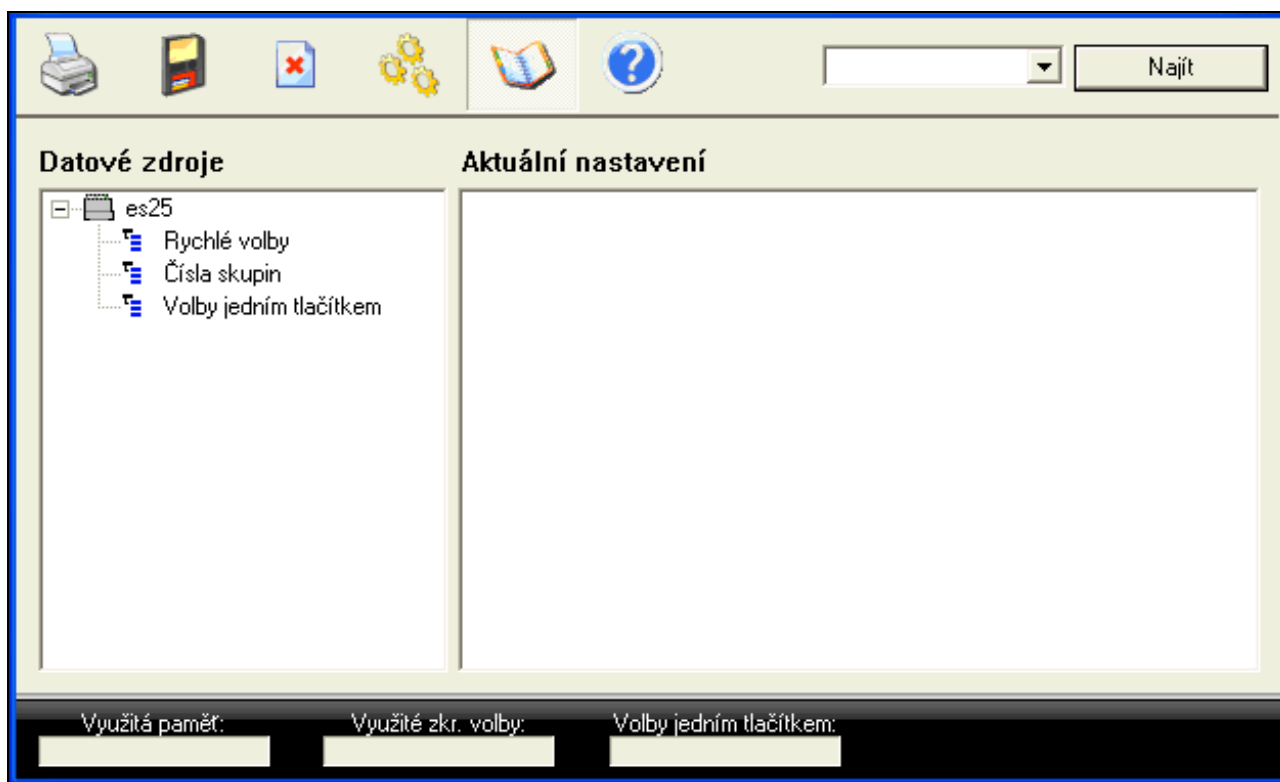 Najít
Datové zdroje
Aktuální nastavení
es25
Rychlé volby
Čísla skupin
Volby jedním tlačítkem
Využitá paměť:
Využité zkr. volby:
Volby jedním tlačítkem: